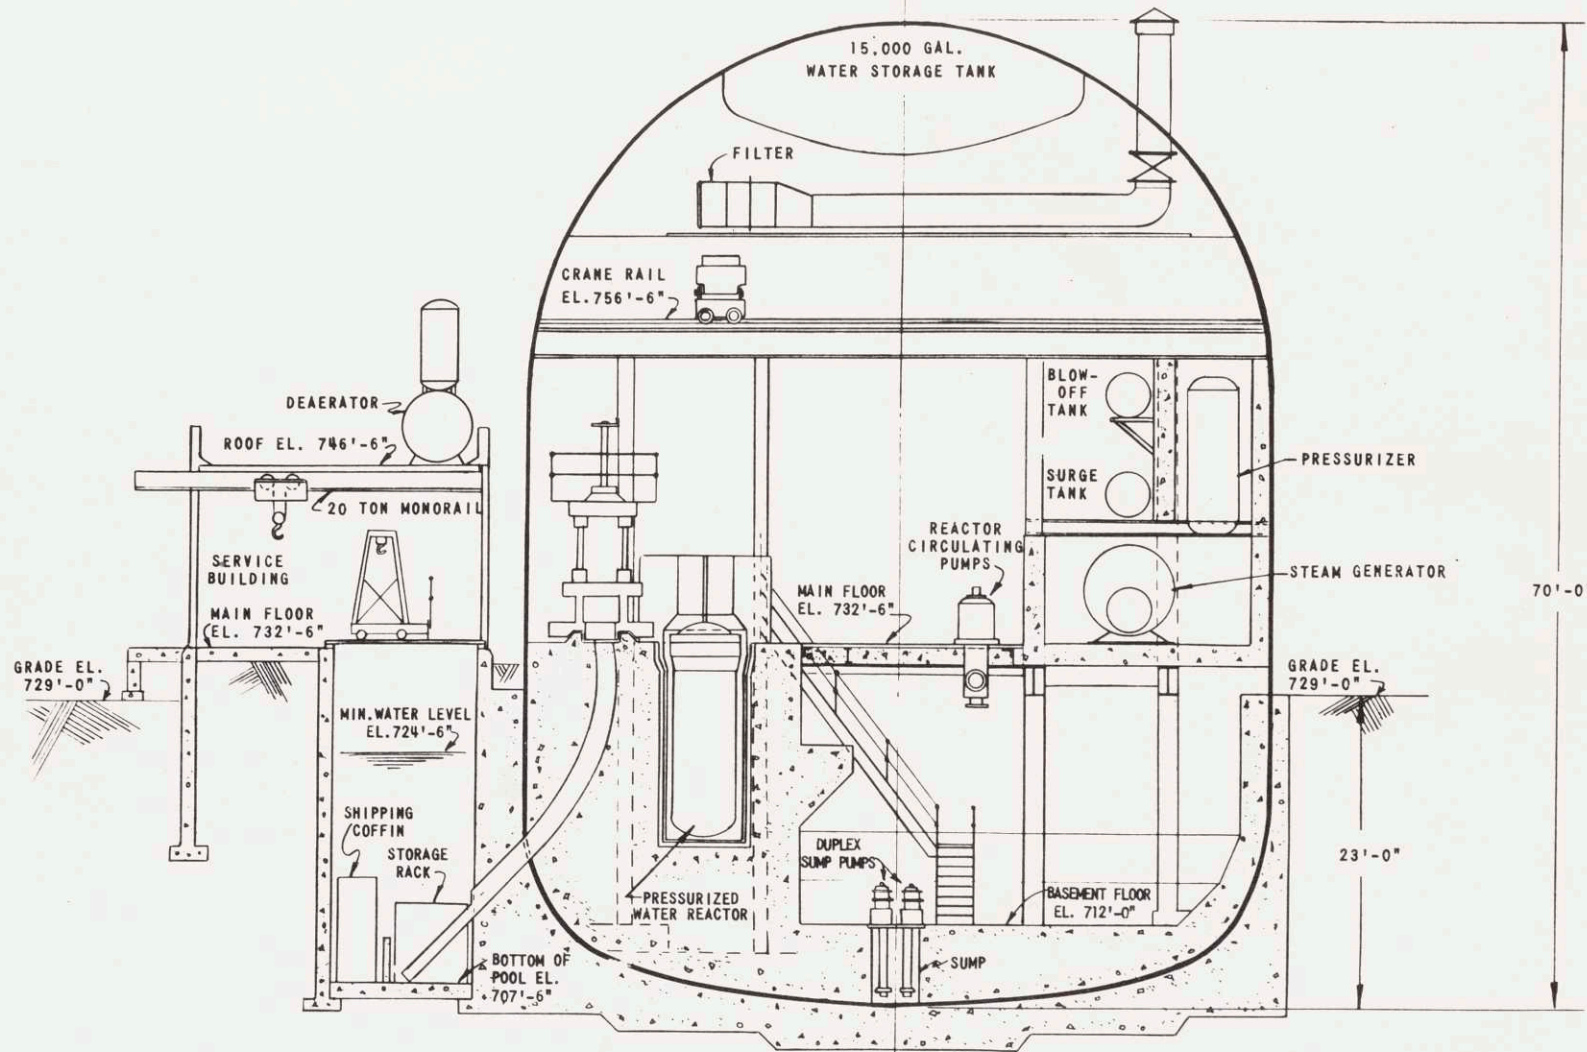 15,000 GAL.
WATER STORAGE TANK
FILTER
CRANE RAIL
EL. 756'-6"
DEAERATOR
ROOF EL. 746'-6"
20 TON MONORAIL
SERVICE
BUILDING
MAIN FLOOR
EL. 732'-6"
GRADE EL.
729'-0"
MIN. WATER LEVEL
EL. 724'-6"
SHIPPING
COFFIN
STORAGE
RACK
BOTTOM OF
POOL EL.
707'-6"
PRESSURIZED
WATER REACTOR
BLOW-
OFF
TANK
SURGE
TANK
PRESSURIZER
REACTOR
CIRCULATING
PUMPS
STEAM GENERATOR
MAIN FLOOR
EL. 732'-6"
GRADE EL.
729'-0"
DUPLEX
SUMP PUMPS
BASEMENT FLOOR
EL. 712'-0"
SUMP
23'-0"
70'-0